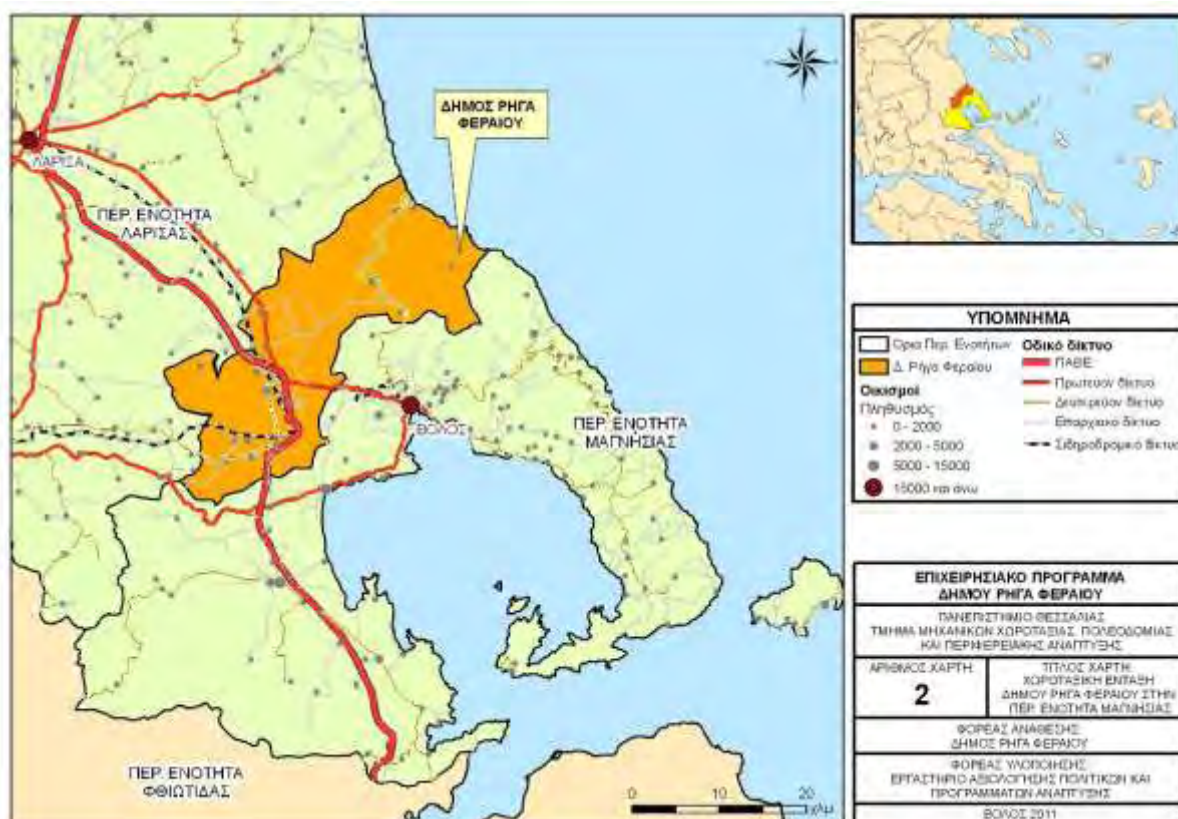 ΔΗΜΟΣ ΡΗΓΑ
ΦΕΡΑΙΟΥ
ΛΑΡΙΣΑ
ΠΕΡ. ΕΝΟΤΗΤΑ
ΛΑΡΙΣΑΣ
ΒΟΛΟΣ
ΠΕΡ. ΕΝΟΤΗΤΑ
ΜΑΓΝΗΣΙΑΣ
ΠΕΡ. ΕΝΟΤΗΤΑ
ΦΘΙΩΤΙΔΑΣ
0 10 20
χλμ
ΥΠΟΜΝΗΜΑ
Όρια Περ. Ενοτήτων
Δ. Ρήγα Φεραίου
Οικισμοί
Πληθυσμός
0 - 2000
2000 - 5000
5000 - 15000
15000 και άνω
Οδικό δίκτυο
ΠΑΘΕ
Πρωτεύον δίκτυο
Δευτερεύον δίκτυο
Επαρχιακό δίκτυο
Σιδηροδρομικό δίκτυο
ΕΠΙΧΕΙΡΗΣΙΑΚΟ ΠΡΟΓΡΑΜΜΑ
ΔΗΜΟΥ ΡΗΓΑ ΦΕΡΑΙΟΥ
ΠΑΝΕΠΙΣΤΗΜΙΟ ΘΕΣΣΑΛΙΑΣ
ΤΜΗΜΑ ΜΗΧΑΝΙΚΩΝ ΧΩΡΟΤΑΞΙΑΣ, ΠΟΛΕΟΔΟΜΙΑΣ
ΚΑΙ ΠΕΡΙΦΕΡΕΙΑΚΗΣ ΑΝΑΠΤΥΞΗΣ
ΑΡΙΘΜΟΣ ΧΑΡΤΗ
2
ΤΙΤΛΟΣ ΧΑΡΤΗ
ΧΩΡΟΤΑΞΙΚΗ ΕΝΤΑΞΗ
ΔΗΜΟΥ ΡΗΓΑ ΦΕΡΑΙΟΥ ΣΤΗΝ
ΠΕΡ. ΕΝΟΤΗΤΑ ΜΑΓΝΗΣΙΑΣ
ΦΟΡΕΑΣ ΑΝΑΘΕΣΗΣ
ΔΗΜΟΣ ΡΗΓΑ ΦΕΡΑΙΟΥ
ΦΟΡΕΑΣ ΥΛΟΠΟΙΗΣΗΣ
ΕΡΓΑΣΤΗΡΙΟ ΑΞΙΟΛΟΓΗΣΗΣ ΠΟΛΙΤΙΚΩΝ ΚΑΙ
ΠΡΟΓΡΑΜΜΑΤΩΝ ΑΝΑΠΤΥΞΗΣ
ΒΟΛΟΣ 2011